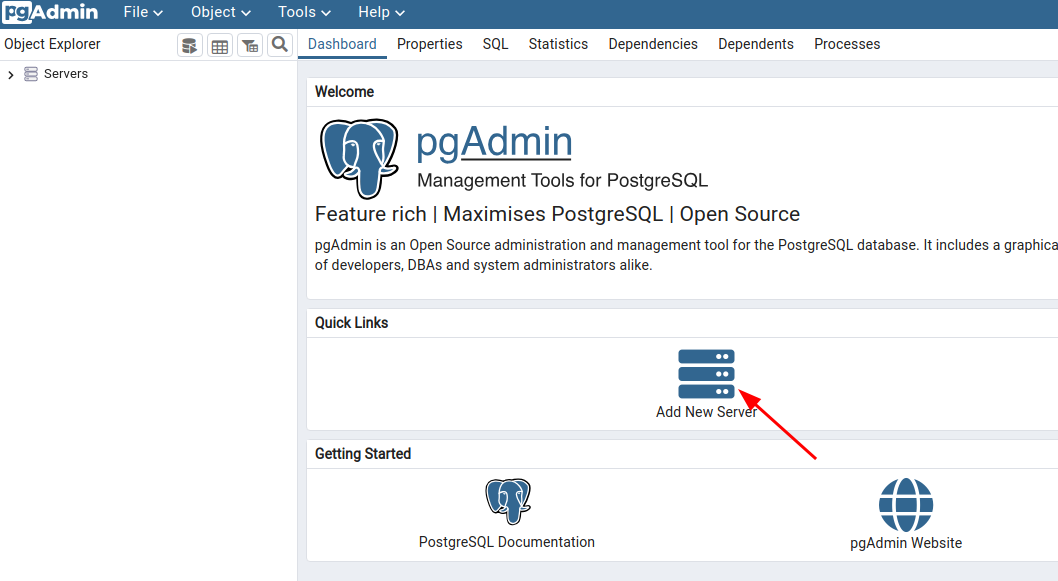 pgAdmin File Object Tools Help
Object Explorer
Dashboard Properties SQL Statistics Dependencies Dependents Processes
Servers
Welcome
pgAdmin
Management Tools for PostgreSQL
Feature rich | Maximises PostgreSQL | Open Source
pgAdmin is an Open Source administration and management tool for the PostgreSQL database. It includes a graphica
of developers, DBAs and system administrators alike.
Quick Links
Add New Server
Getting Started
PostgreSQL Documentation
pgAdmin Website